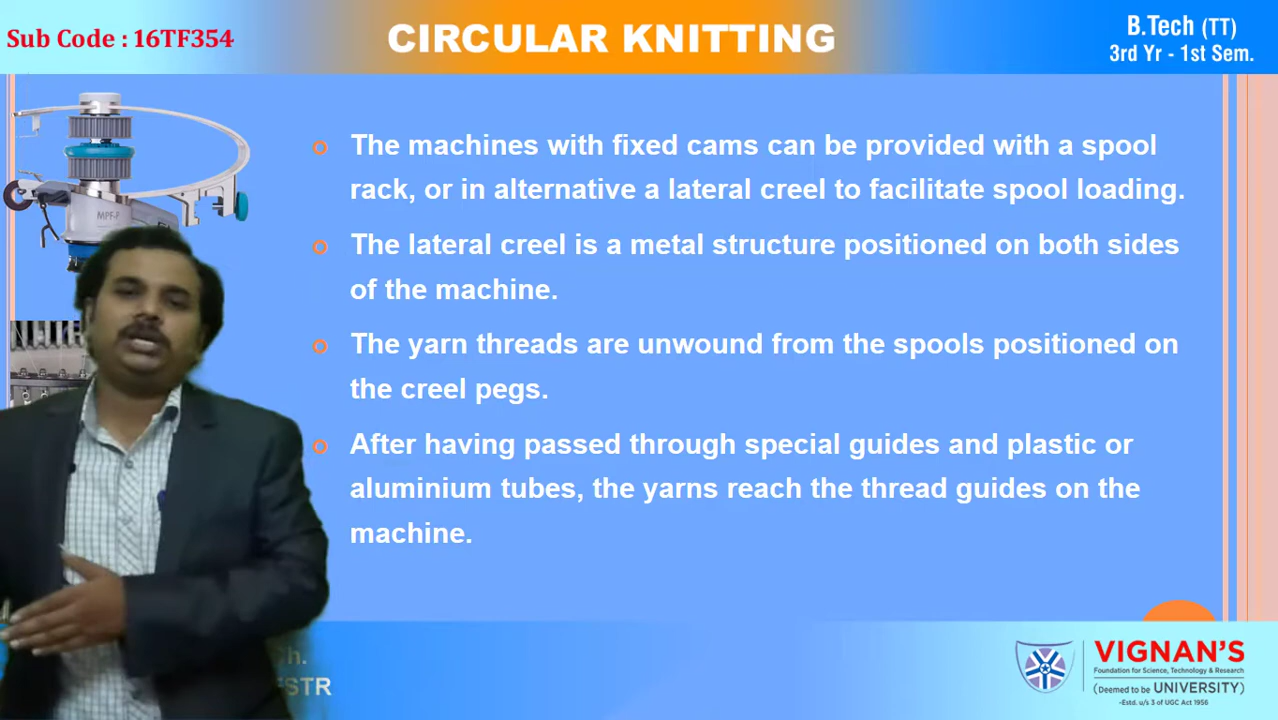 Sub Code : 16TF354
CIRCULAR KNITTING
B.Tech (TT)
3rd Yr - 1st Sem.
MPF-P
The machines with fixed cams can be provided with a spool
rack, or in alternative a lateral creel to facilitate spool loading.
The lateral creel is a metal structure positioned on both sides
of the machine.
The yarn threads are unwound from the spools positioned on
the creel pegs.
After having passed through special guides and plastic or
aluminium tubes, the yarns reach the thread guides on the
machine.
VIGNAN'S
Foundation for Science, Technology & Research
(Deemed to be UNIVERSITY)
-Estd. u/s 3 of UGC Act 1956